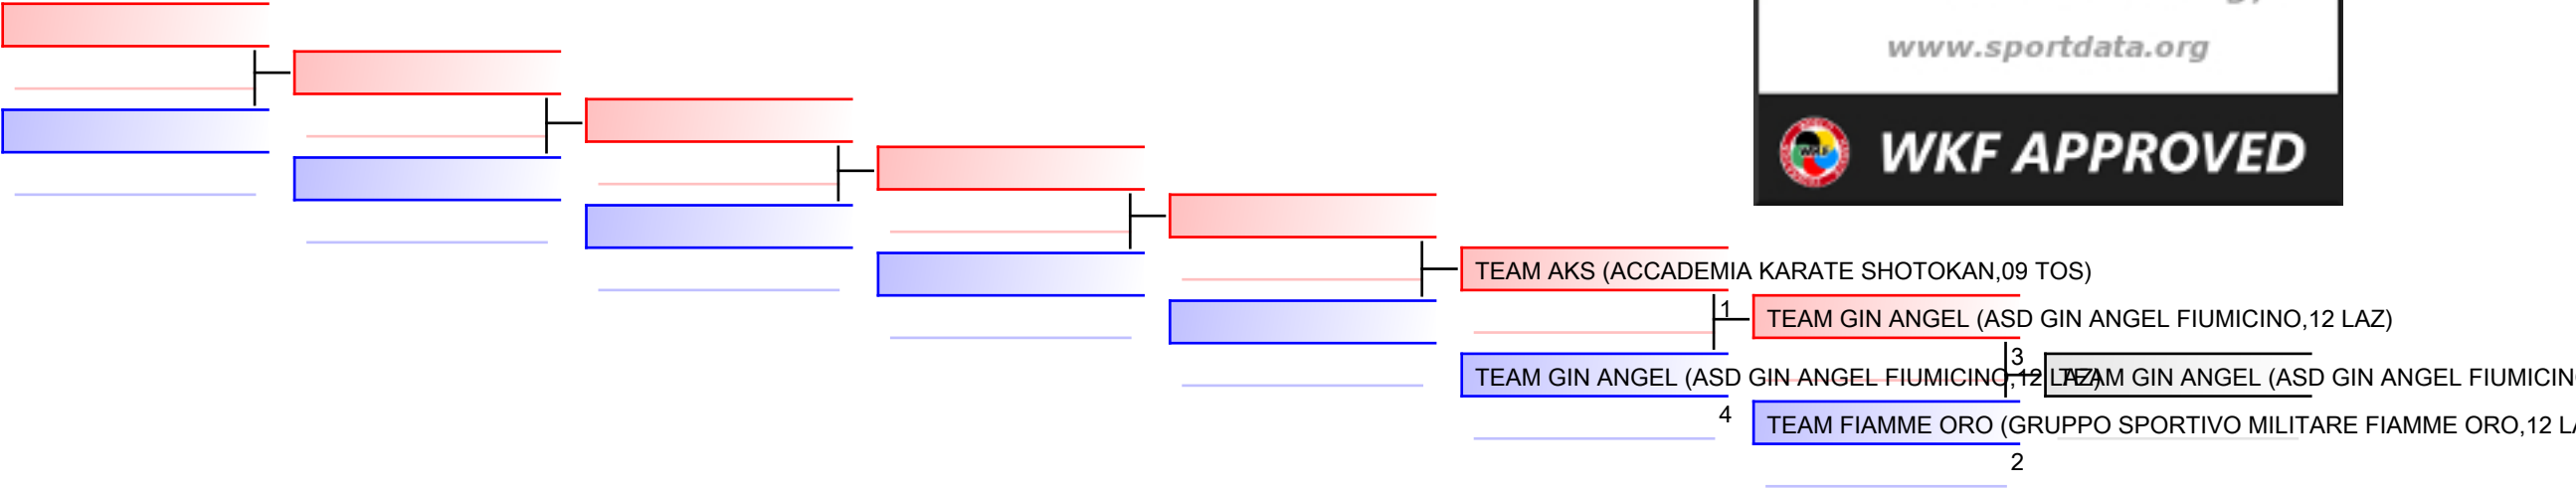 www.sportdata.org
WKF
WKF APPROVED
TEAM AKS (ACCADEMIA KARATE SHOTOKAN,09 TOS)
1
TEAM GIN ANGEL (ASD GIN ANGEL FIUMICINO,12 LAZ)
3
TEAM GIN ANGEL (ASD GIN ANGEL FIUMICINO,12 LAZ)
TEAM GIN ANGEL (ASD GIN ANGEL FIUMICIN
4
TEAM FIAMME ORO (GRUPPO SPORTIVO MILITARE FIAMME ORO,12 LA
2